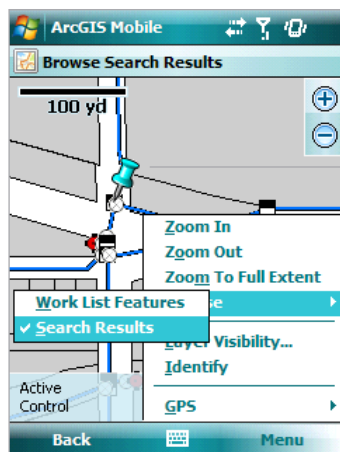 ArcGIS Mobile
Browse Search Results
100 yd
Zoom In
Zoom Out
Zoom To Full Extent
Work List Features
Search Results
Layer Visibility...
Identify
Active
Control
GPS
Back
Menu